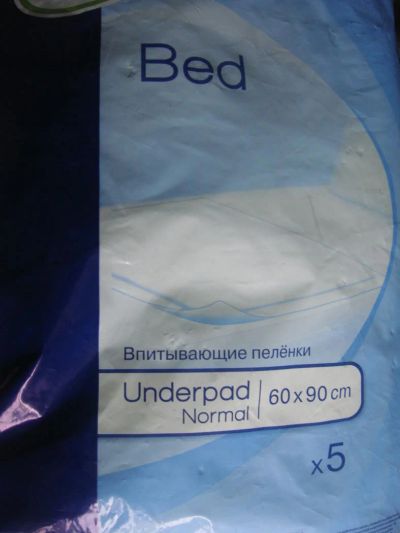 Bed
Впитывающие пелёнки
Underpad
Normal
60 x 90 cm
x5